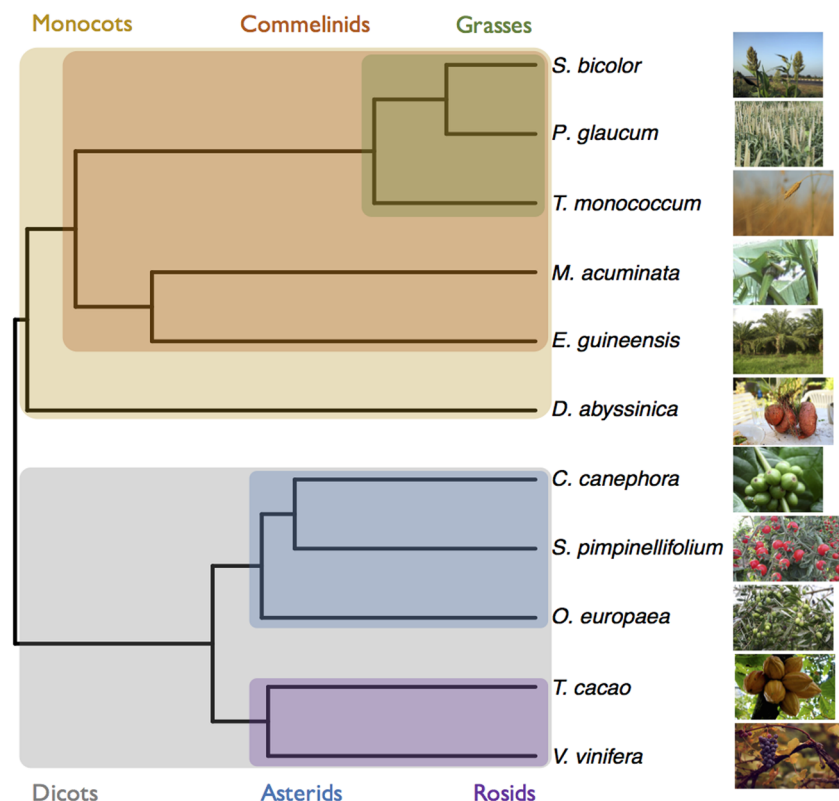 Monocots Commelinids Grasses
S. bicolor
P. glaucum
T. monococcum
M. acuminata
E. guineensis
D. abyssinica
C. canephora
S. pimpinellifolium
O. europaea
T. cacao
V. vinifera
Dicots Asterids Rosids